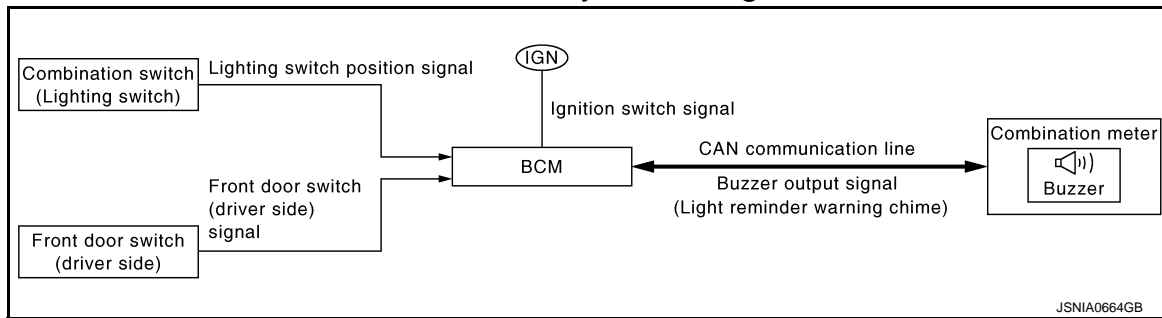 Combination switch
(Lighting switch)
Lighting switch position signal
IGN
Ignition switch signal
BCM
Front door switch
(driver side)
signal
Front door switch
(driver side)
CAN communication line
Buzzer output signal
(Light reminder warning chime)
Combination meter
Buzzer
JSNIA0664GB